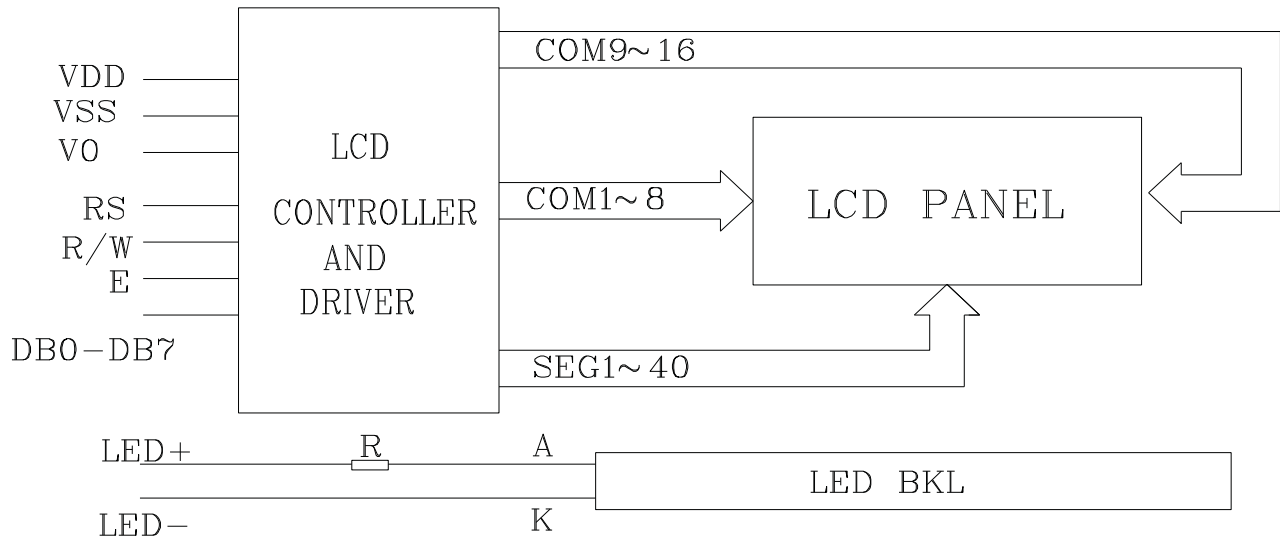 COM9~16
VDD
VSS
V0
LCD
CONTROLLER
AND
DRIVER
COM1~8
LCD PANEL
RS
R/W
E
DB0-DB7
SEG1~40
LED+
R
A
LED BKL
LED-
K